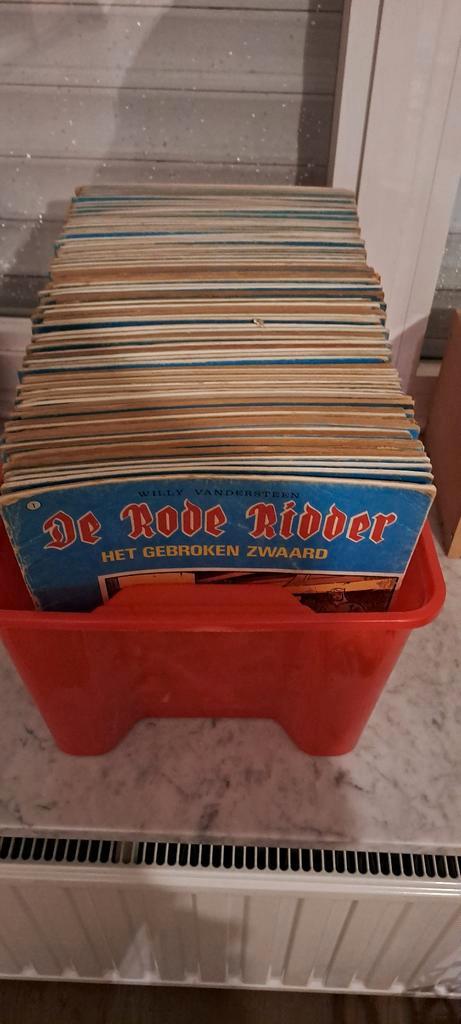 WILLY VANDERSTEEN
1
De Rode Ridder
HET GEBROKEN ZWAARD